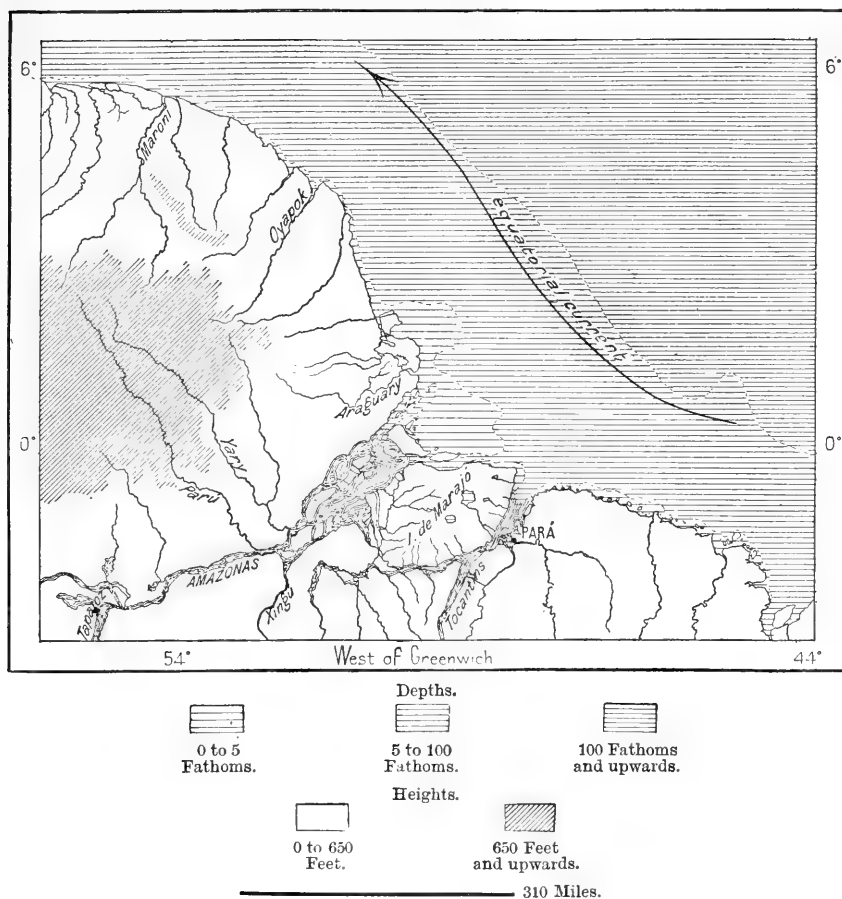 6°
6°
Maroni
Oyapok
equatorial current
Araguary
0°
0°
Yary
Parú
I. de Marajó
PARÁ
AMAZONAS
Xingú
Tocantins
54°
West of Greenwich
44°
Depths.
0 to 5
Fathoms.
5 to 100
Fathoms.
100 Fathoms
and upwards.
Heights.
0 to 650
Feet.
650 Feet
and upwards.
310 Miles.